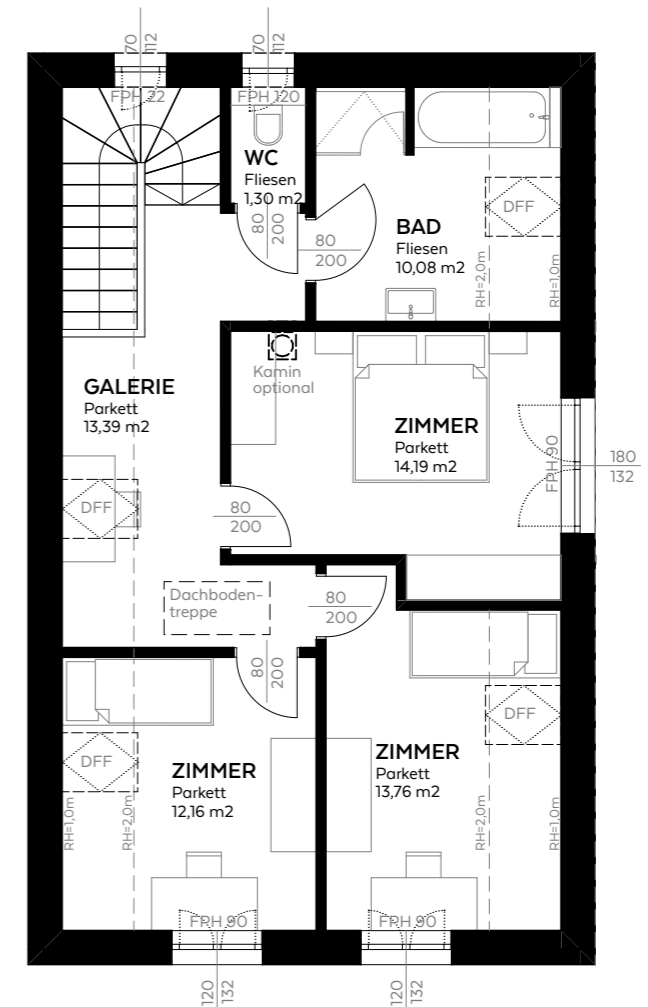 70
112
70
112
FPH 22
FPH 120
WC
Fliesen
1,30 m2
80
200
80
200
BAD
Fliesen
10,08 m2
DFF
RH=2,0m
RH=1,0m
Kamin
optional
GALERIE
Parkett
13,39 m2
ZIMMER
Parkett
14,19 m2
FPH 90
180
132
DFF
80
200
Dachboden-
treppe
80
200
80
200
DFF
DFF
ZIMMER
Parkett
12,16 m2
ZIMMER
Parkett
13,76 m2
RH=1,0m
RH=2,0m
RH=2,0m
RH=1,0m
FPH 90
FPH 90
120
132
120
132